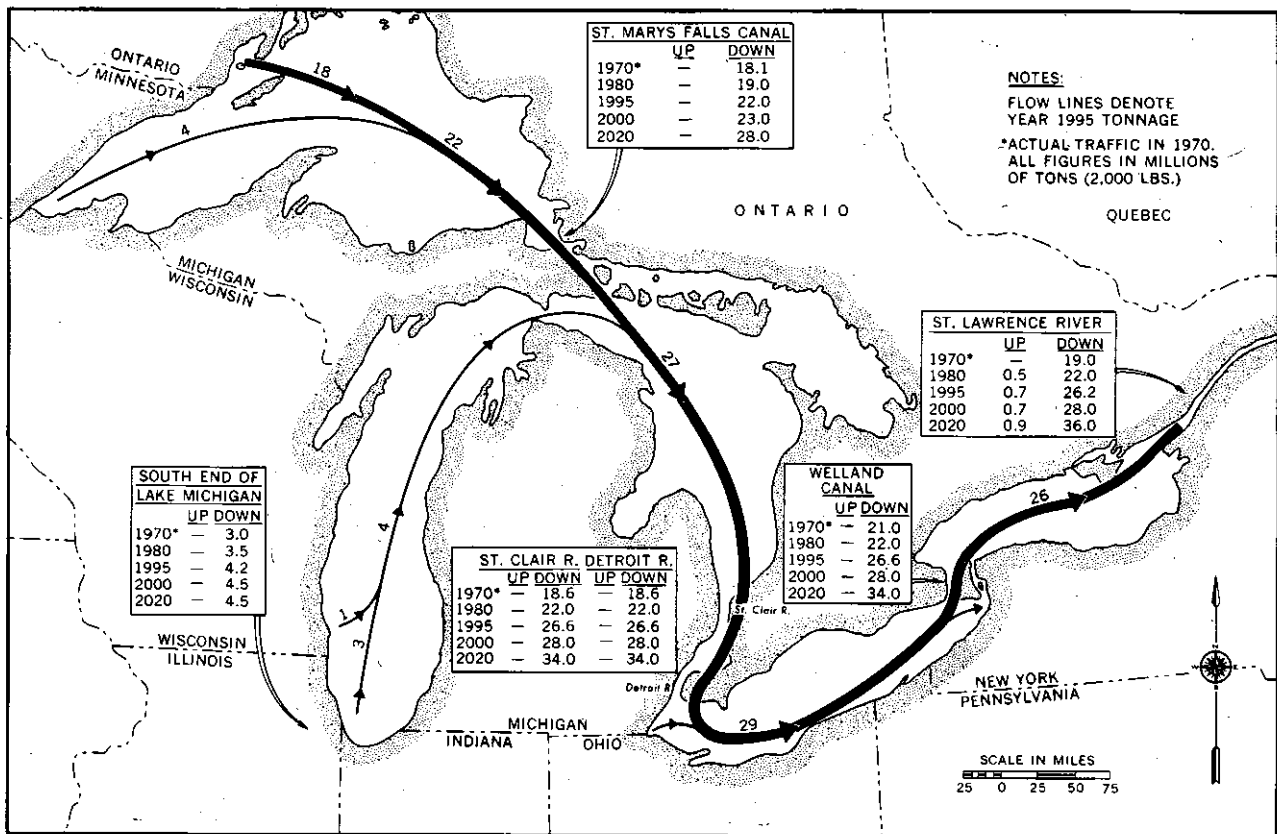 ST. MARYS FALLS CANAL
UP DOWN
1970* — 18.1
1980 — 19.0
1995 — 22.0
2000 — 23.0
2020 — 28.0
NOTES:
FLOW LINES DENOTE
YEAR 1995 TONNAGE
*ACTUAL TRAFFIC IN 1970.
ALL FIGURES IN MILLIONS
OF TONS (2,000 LBS.)
ONTARIO
MINNESOTA
18
4
22
ONTARIO
QUEBEC
MICHIGAN
WISCONSIN
27
ST. LAWRENCE RIVER
UP DOWN
1970* — 19.0
1980 0.5 22.0
1995 0.7 26.2
2000 0.7 28.0
2020 0.9 36.0
SOUTH END OF
LAKE MICHIGAN
UP DOWN
1970* — 3.0
1980 — 3.5
1995 — 4.2
2000 — 4.5
2020 — 4.5
4
1
3
WELLAND
CANAL
UP DOWN
1970* — 21.0
1980 — 22.0
1995 — 26.6
2000 — 28.0
2020 — 34.0
26
ST. CLAIR R. DETROIT R.
UP DOWN UP DOWN
1970* — 18.6 — 18.6
1980 — 22.0 — 22.0
1995 — 26.6 — 26.6
2000 — 28.0 — 28.0
2020 — 34.0 — 34.0
St. Clair R.
WISCONSIN
ILLINOIS
Detroit R.
29
MICHIGAN
INDIANA
OHIO
NEW YORK
PENNSYLVANIA
W
E
SCALE IN MILES
25 0 25 50 75